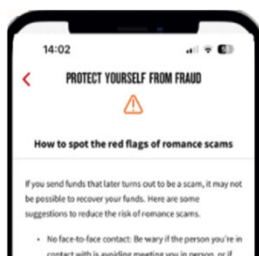 14:02
PROTECT YOURSELF FROM FRAUD
How to spot the red flags of romance scams
If you send funds that later turns out to be a scam, it may not
be possible to recover your funds. Here are some
suggestions to reduce the risk of romance scams.
• No face-to-face contact: Be wary if the person you're in
contact with is avoiding meeting you in person, or if